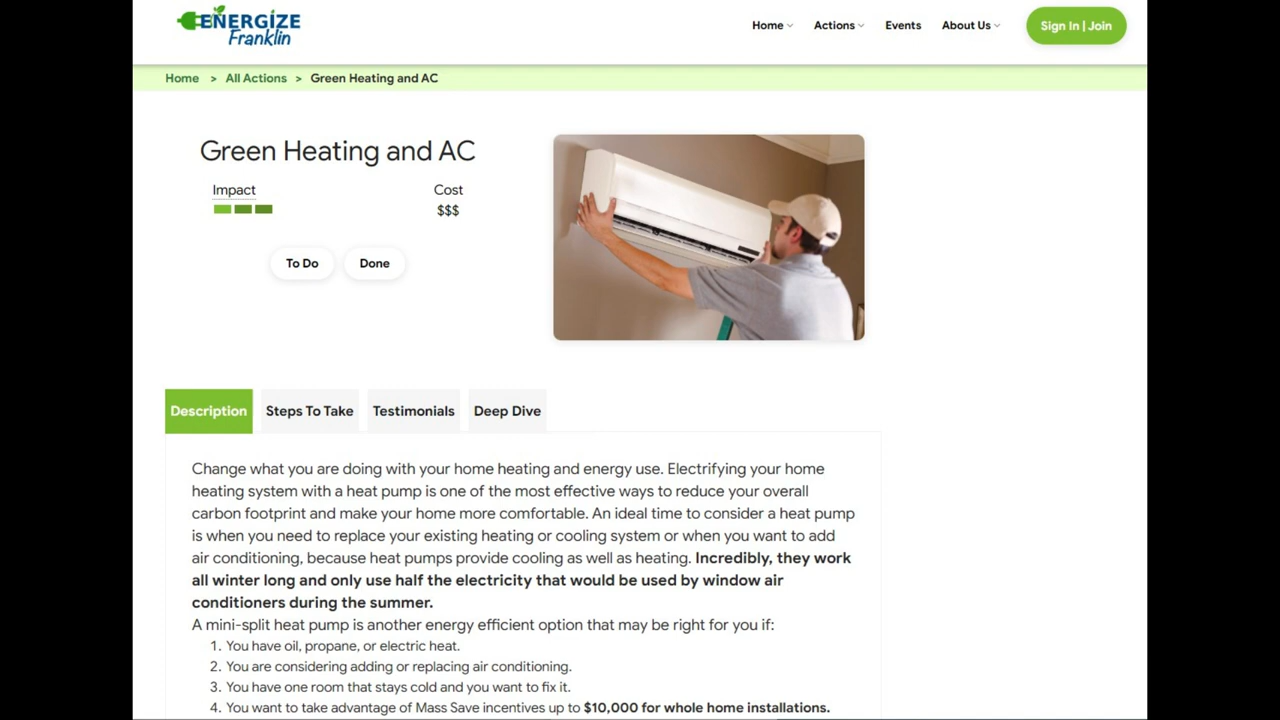 ENERGIZE
Franklin
Home
Actions
Events
About Us
Sign In | Join
Home > All Actions > Green Heating and AC
Green Heating and AC
Impact
Cost
$$$
To Do
Done
Description
Steps To Take
Testimonials
Deep Dive
Change what you are doing with your home heating and energy use. Electrifying your home
heating system with a heat pump is one of the most effective ways to reduce your overall
carbon footprint and make your home more comfortable. An ideal time to consider a heat pump
is when you need to replace your existing heating or cooling system or when you want to add
air conditioning, because heat pumps provide cooling as well as heating. Incredibly, they work
all winter long and only use half the electricity that would be used by window air
conditioners during the summer.
A mini-split heat pump is another energy efficient option that may be right for you if:
1. You have oil, propane, or electric heat.
2. You are considering adding or replacing air conditioning.
3. You have one room that stays cold and you want to fix it.
4. You want to take advantage of Mass Save incentives up to $10,000 for whole home installations.